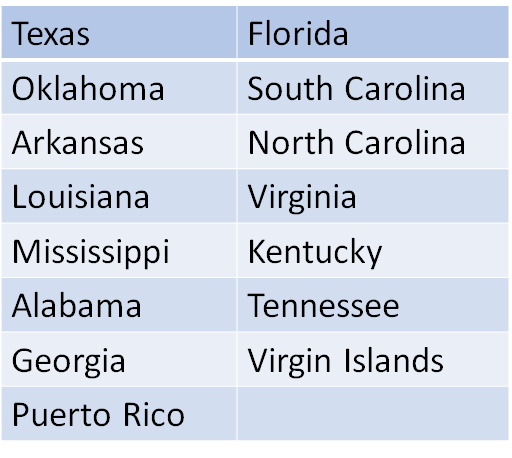 Texas Florida
Oklahoma South Carolina
Arkansas North Carolina
Louisiana Virginia
Mississippi Kentucky
Alabama Tennessee
Georgia Virgin Islands
Puerto Rico